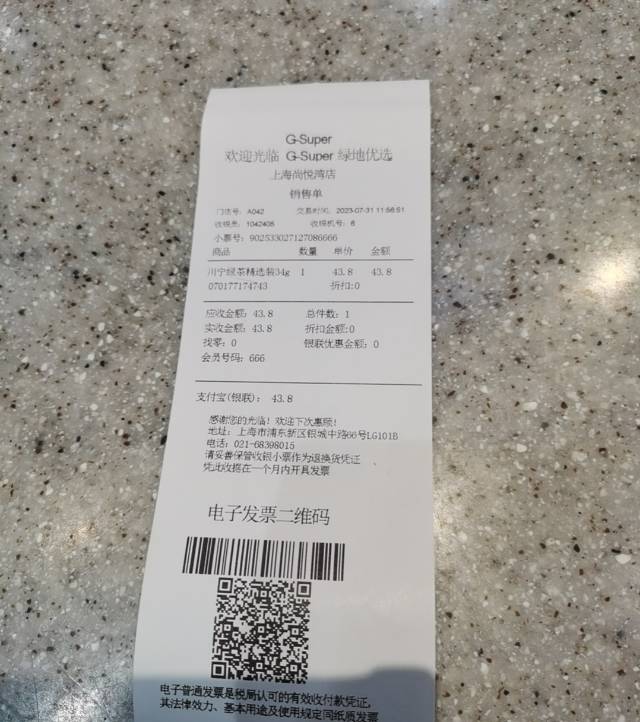 G-Super
欢迎光临 G-Super 绿地优选
上海尚悦湾店
销售单
门店号：A042 交易时间：2023-07-31 11:56:51
收银员：1042408 收银机号：6
小票号：902533027127086666
商品 数量 单价 金额
川宁绿茶精选装34g 1 43.8 43.8
070177174743 折扣:0
应收金额：43.8 总件数：1
实收金额：43.8 折扣金额:0
找零：0 银联优惠金额：0
会员号码：666
支付宝(银联)： 43.8
感谢您的光临！欢迎下次惠顾！
地址：上海市浦东新区银城中路66号LG101B
电话：021-68398015
请妥善保管收银小票作为退换货凭证
凭此收据在一个月内开具发票
电子发票二维码
电子普通发票是税局认可的有效收付款凭证，
其法律效力、基本用途及使用规定同纸质发票